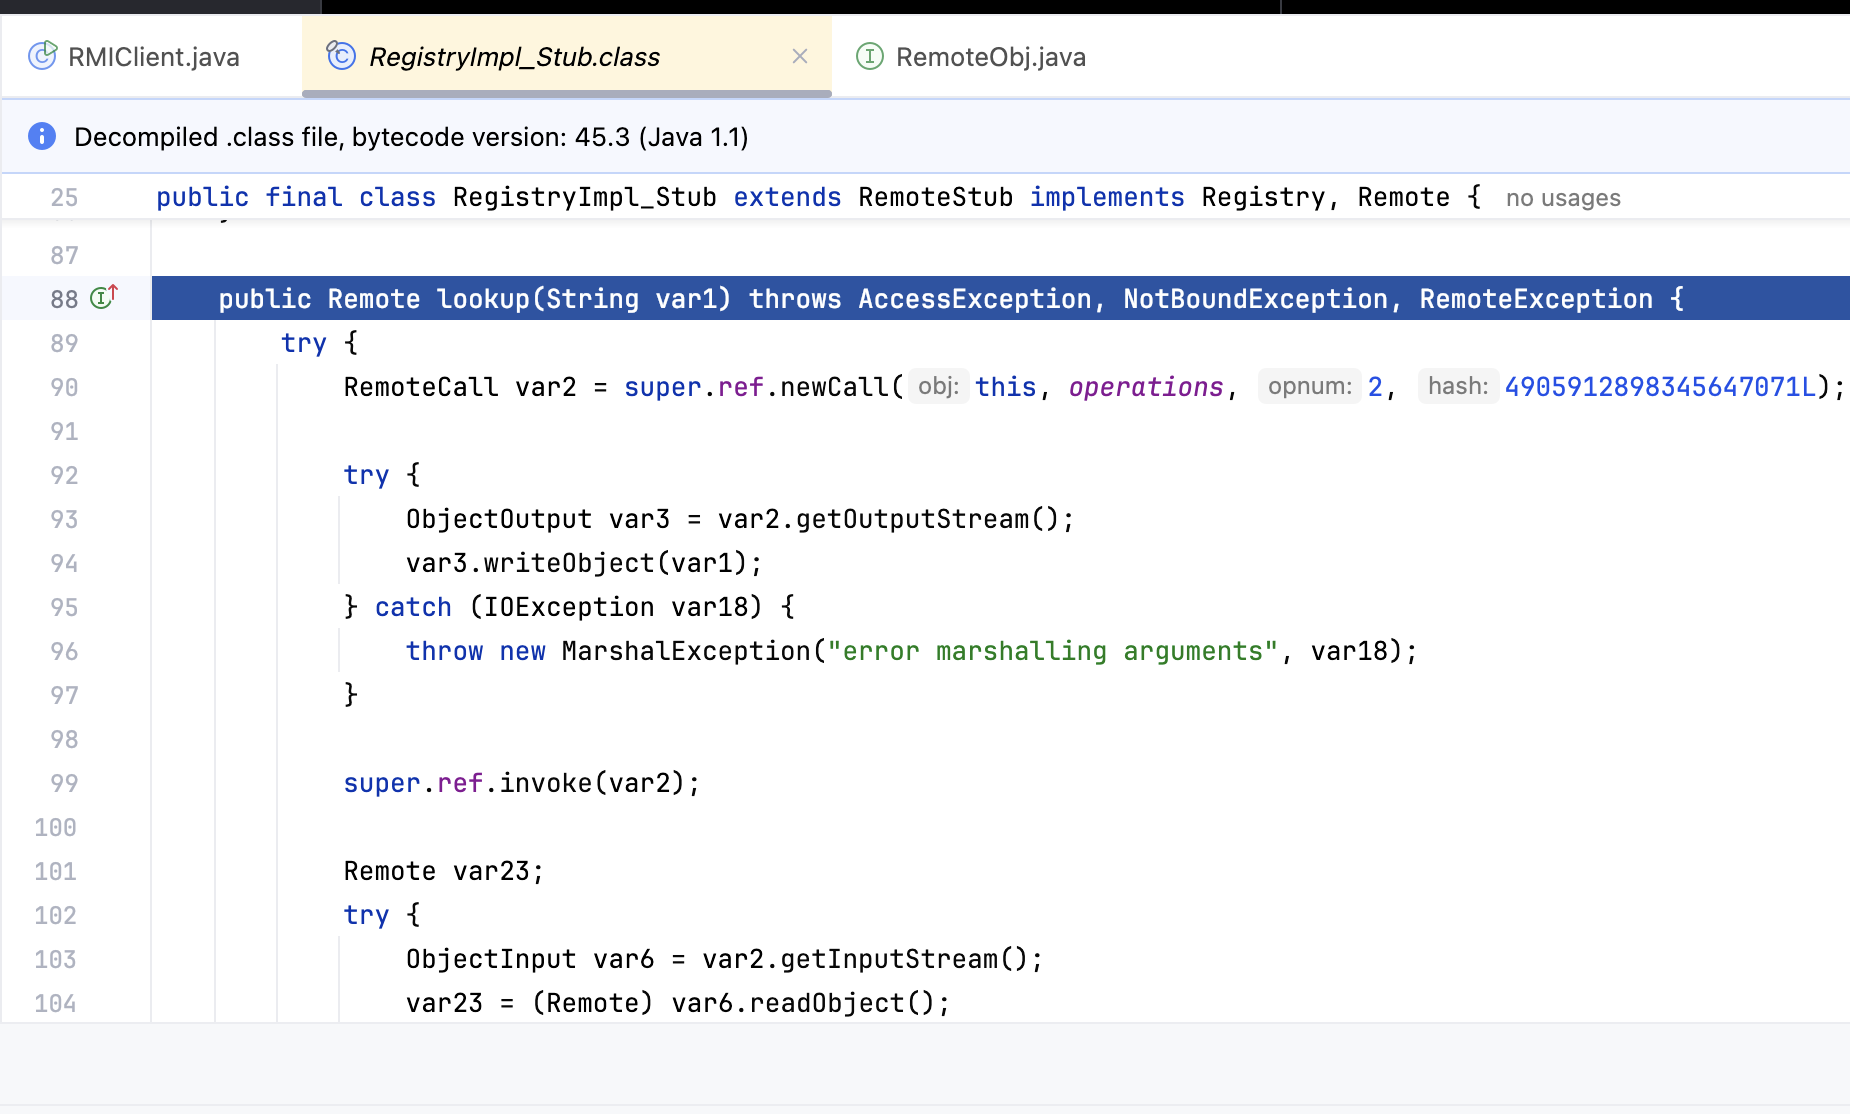 RMIClient.java RegistryImpl_Stub.class RemoteObj.java
Decompiled .class file, bytecode version: 45.3 (Java 1.1)
25 public final class RegistryImpl_Stub extends RemoteStub implements Registry, Remote { no usages
87
88 public Remote lookup(String var1) throws AccessException, NotBoundException, RemoteException {
89 try {
90 RemoteCall var2 = super.ref.newCall( obj: this, operations, opnum: 2, hash: 4905912898345647071L);
91
92 try {
93 ObjectOutput var3 = var2.getOutputStream();
94 var3.writeObject(var1);
95 } catch (IOException var18) {
96 throw new MarshalException("error marshalling arguments", var18);
97 }
98
99 super.ref.invoke(var2);
100
101 Remote var23;
102 try {
103 ObjectInput var6 = var2.getInputStream();
104 var23 = (Remote) var6.readObject();